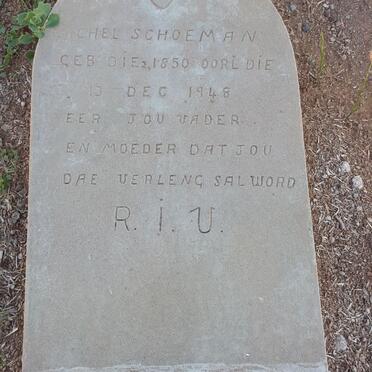 CHEL SCHOEMAN
GEB DIE 2, 1850 OORL DIE
13 DEC 1948
EER JOU VADER.
EN MOEDER DAT JOU
DAE VERLENG SAL WORD
R. I. V.